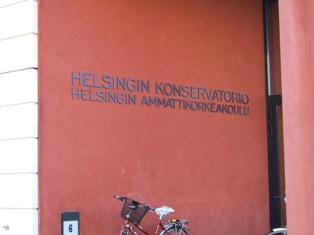 HELSINGIN KONSERVATORIO
HELSINGIN AMMATTIKORKEAKOULU
6